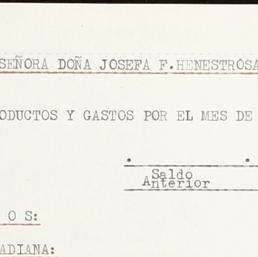 SEÑORA DOÑA JOSEFA F. HENESTROSA
ODUCTOS Y GASTOS POR EL MES DE
Saldo
Anterior
O S:
ADIANA: